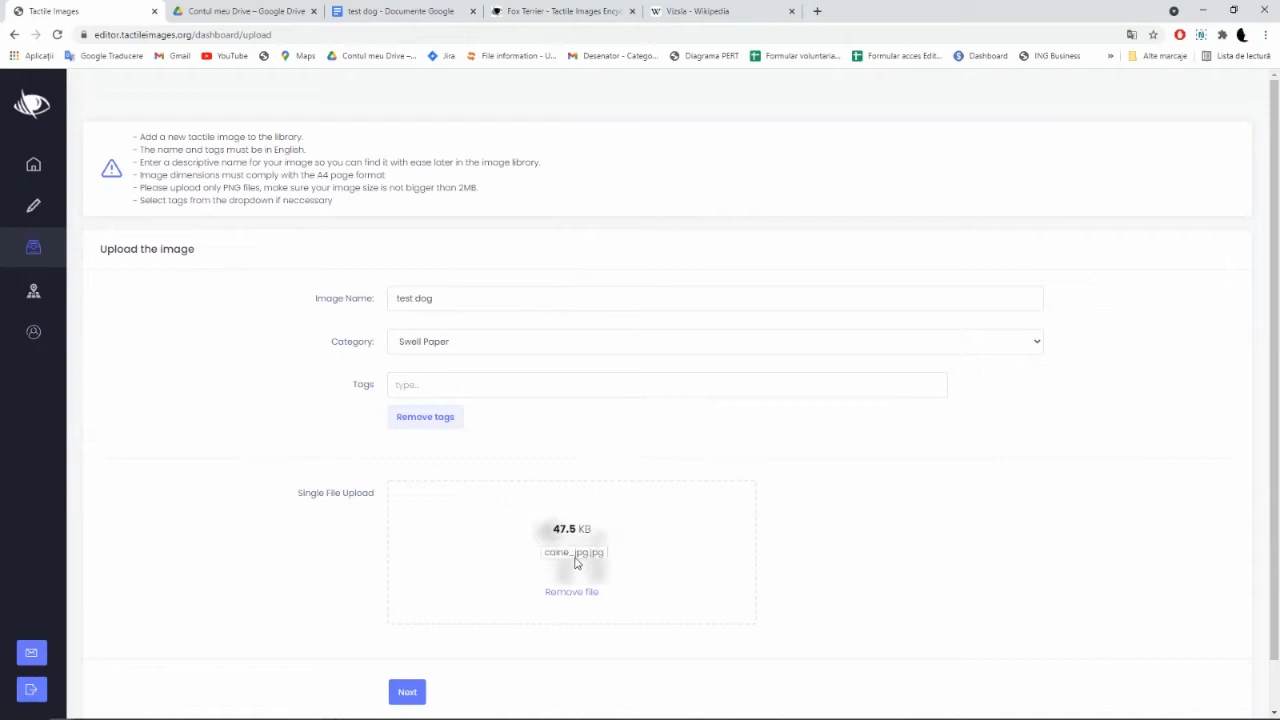 Tactile Images
Contul meu Drive – Google Drive
test dog - Documente Google
Fox Terrier - Tactile Images Ency
Vizsla - Wikipedia
editor.tactileimages.org/dashboard/upload
Aplicații
Google Traducere
Gmail
YouTube
Maps
Contul meu Drive –...
Jira
File information - U...
Desenator - Catego...
Diagrama PERT
Formular voluntaria...
Formular acces Edit...
Dashboard
ING Business
»
Alte marcaje
Lista de lectură
- Add a new tactile image to the library.
- The name and tags must be in English.
- Enter a descriptive name for your image so you can find it with ease later in the image library.
- Image dimensions must comply with the A4 page format
- Please upload only PNG files, make sure your image size is not bigger than 2MB.
- Select tags from the dropdown if neccessary
Upload the image
Image Name:
test dog
Category:
Swell Paper
Tags
type...
Remove tags
Single File Upload
47.5 KB
caine_jpg.jpg
Remove file
Next